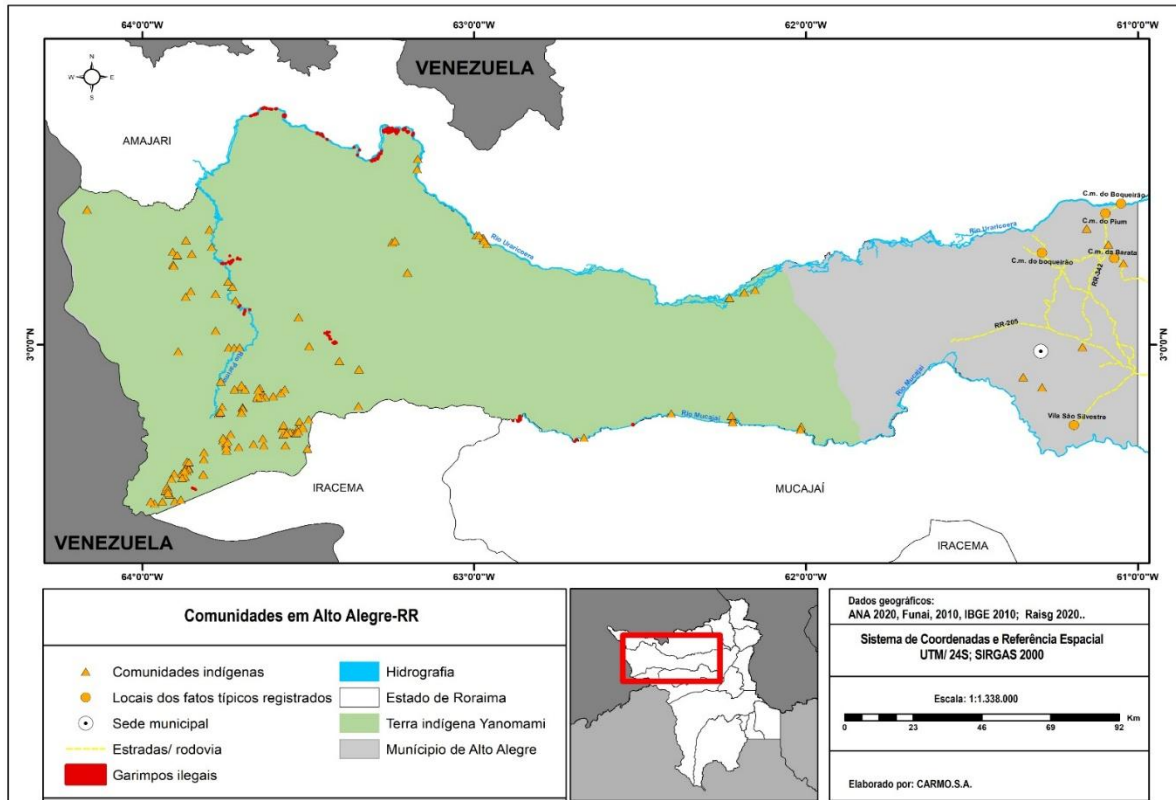 64°0'0"W
63°0'0"W
62°0'0"W
61°0'0"W
N
W
E
S
VENEZUELA
AMAJARI
C.m. do Boqueirão
C.m. do Pium
Rio Uraricoera
Rio Uraricoera
C.m. do Barata
C.m. do boqueirão
RR-342
3°0'0"N
3°0'0"N
RR-205
Rio Mucajaí
Rio Mucajaí
Vila São Silvestra
IRACEMA
MUCAJAÍ
VENEZUELA
IRACEMA
64°0'0"W
63°0'0"W
62°0'0"W
61°0'0"W
Comunidades em Alto Alegre-RR
Comunidades indígenas
Locais dos fatos típicos registrados
Sede municipal
Estradas/ rodovia
Garimpos ilegais
Hidrografia
Estado de Roraima
Terra indígena Yanomami
Munícipio de Alto Alegre
Dados geográficos:
ANA 2020, Funai, 2010, IBGE 2010; Raisg 2020..
Sistema de Coordenadas e Referência Espacial
UTM/ 24S; SIRGAS 2000
Escala: 1:1.338.000
Km
0 23 46 69 92
Elaborado por: CARMO.S.A.